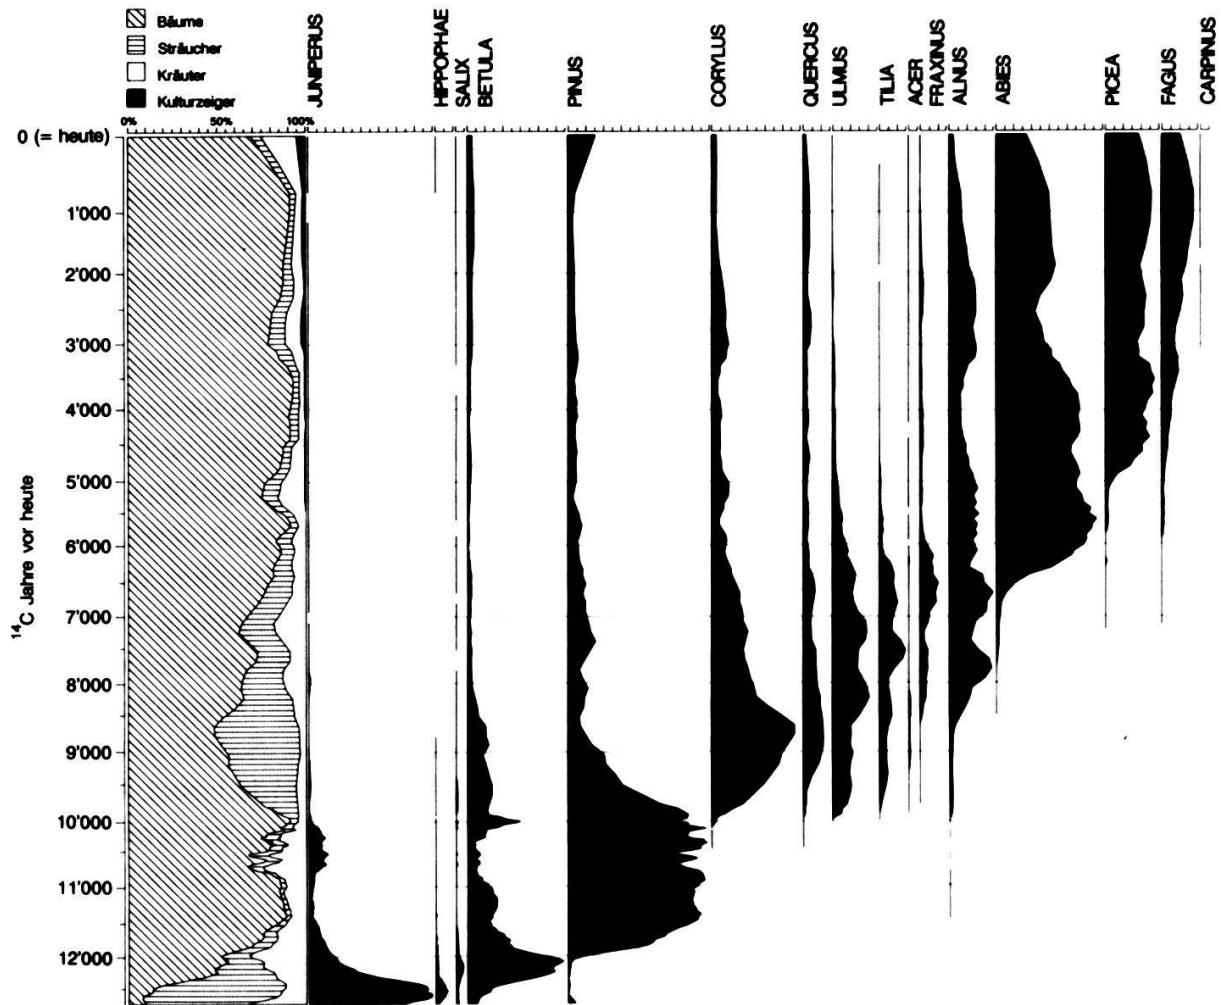 Bäume
Sträucher
Kräuter
Kulturzeiger
0% 50% 100%
JUNIPERUS
HIPPOPHAE
SALIX
BETULA
PINUS
CORYLUS
QUERCUS
ULMUS
TILIA
ACER
FRAXINUS
ALNUS
ABIES
PICEA
FAGUS
CARPINUS
0 (= heute)
1'000
2'000
3'000
4'000
5'000
6'000
7'000
8'000
9'000
10'000
11'000
12'000
¹⁴C Jahre vor heute